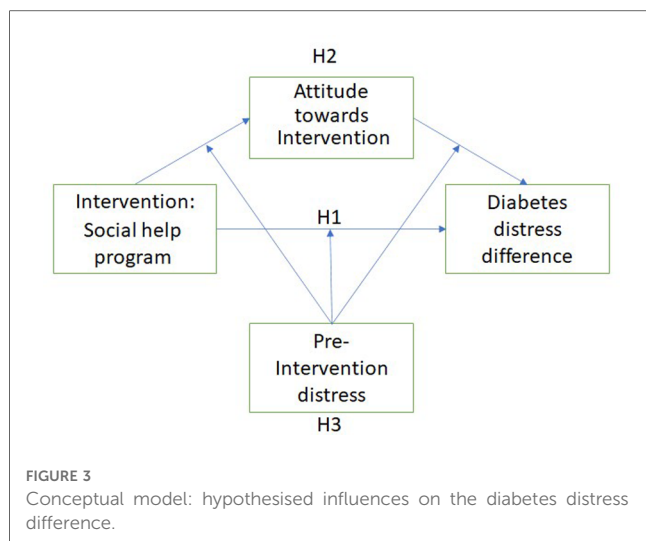 H2
Attitude
towards
Intervention
Intervention:
Social help
program
H1
Diabetes
distress
difference
Pre-
Intervention
distress
H3
FIGURE 3
Conceptual model: hypothesised influences on the diabetes distress
difference.